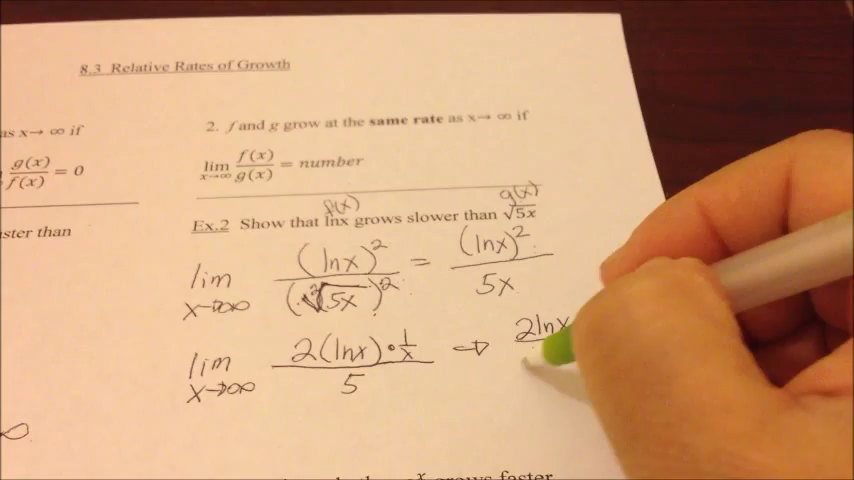 8.3 Relative Rates of Growth
as x→ ∞ if
g(x)/f(x) = 0
ster than
2. f and g grow at the same rate as x→ ∞ if
lim x→∞ f(x)/g(x) = number
f(x) g(x)
Ex.2 Show that lnx grows slower than √5x
lim x→∞ (lnx)²/(√5x)² = (lnx)²/5x
lim x→∞ 2(lnx)·1/x / 5 ⇒ 2lnx
∞
grows faster